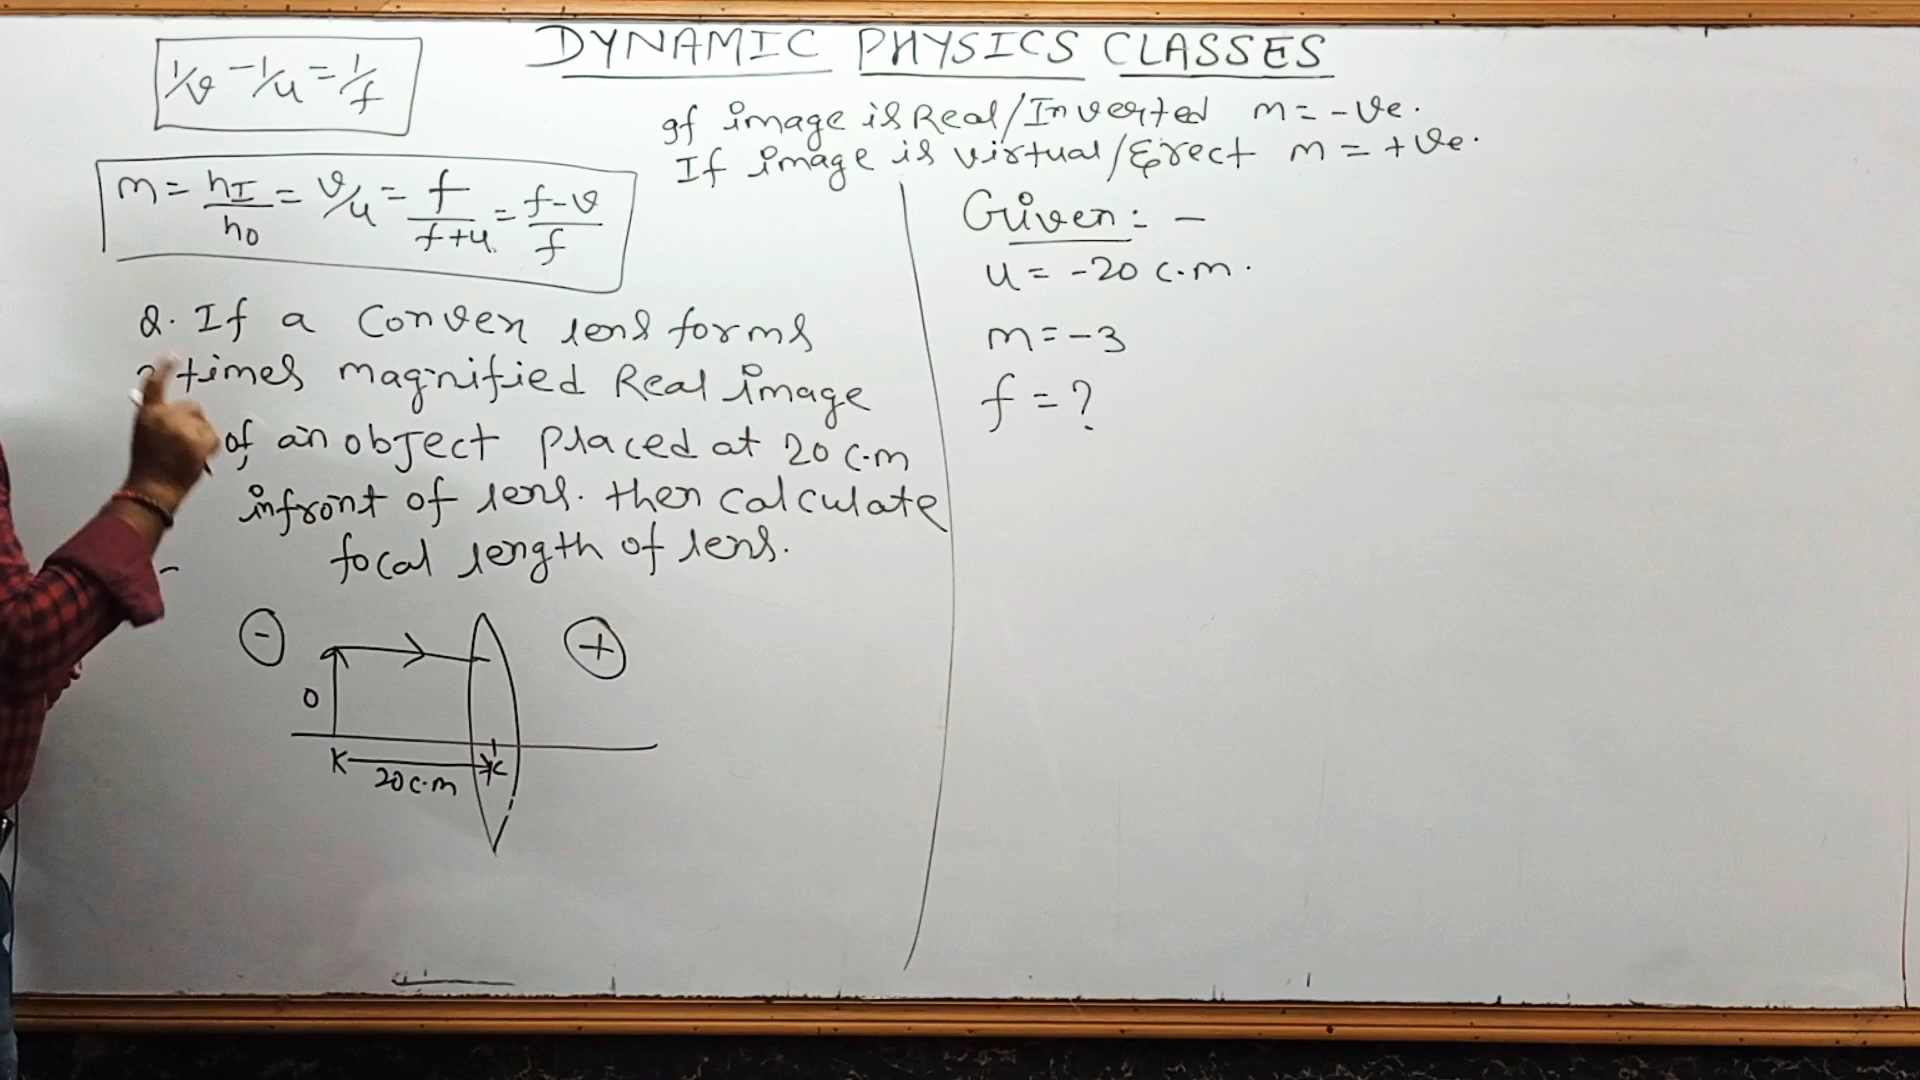 DYNAMIC PHYSICS CLASSES
1/v - 1/u = 1/f
If image is Real/Inverted m = -ve.
If image is virtual/Erect m = +ve.
m = hI/hO = v/u = f/f+u = f-v/f
Q. If a Convex lens forms
times magnified Real image
of an object placed at 20 c.m
infront of lens. then calculate
focal length of lens.
- +
O
20 c.m
Given: -
u = -20 c.m.
m = -3
f = ?